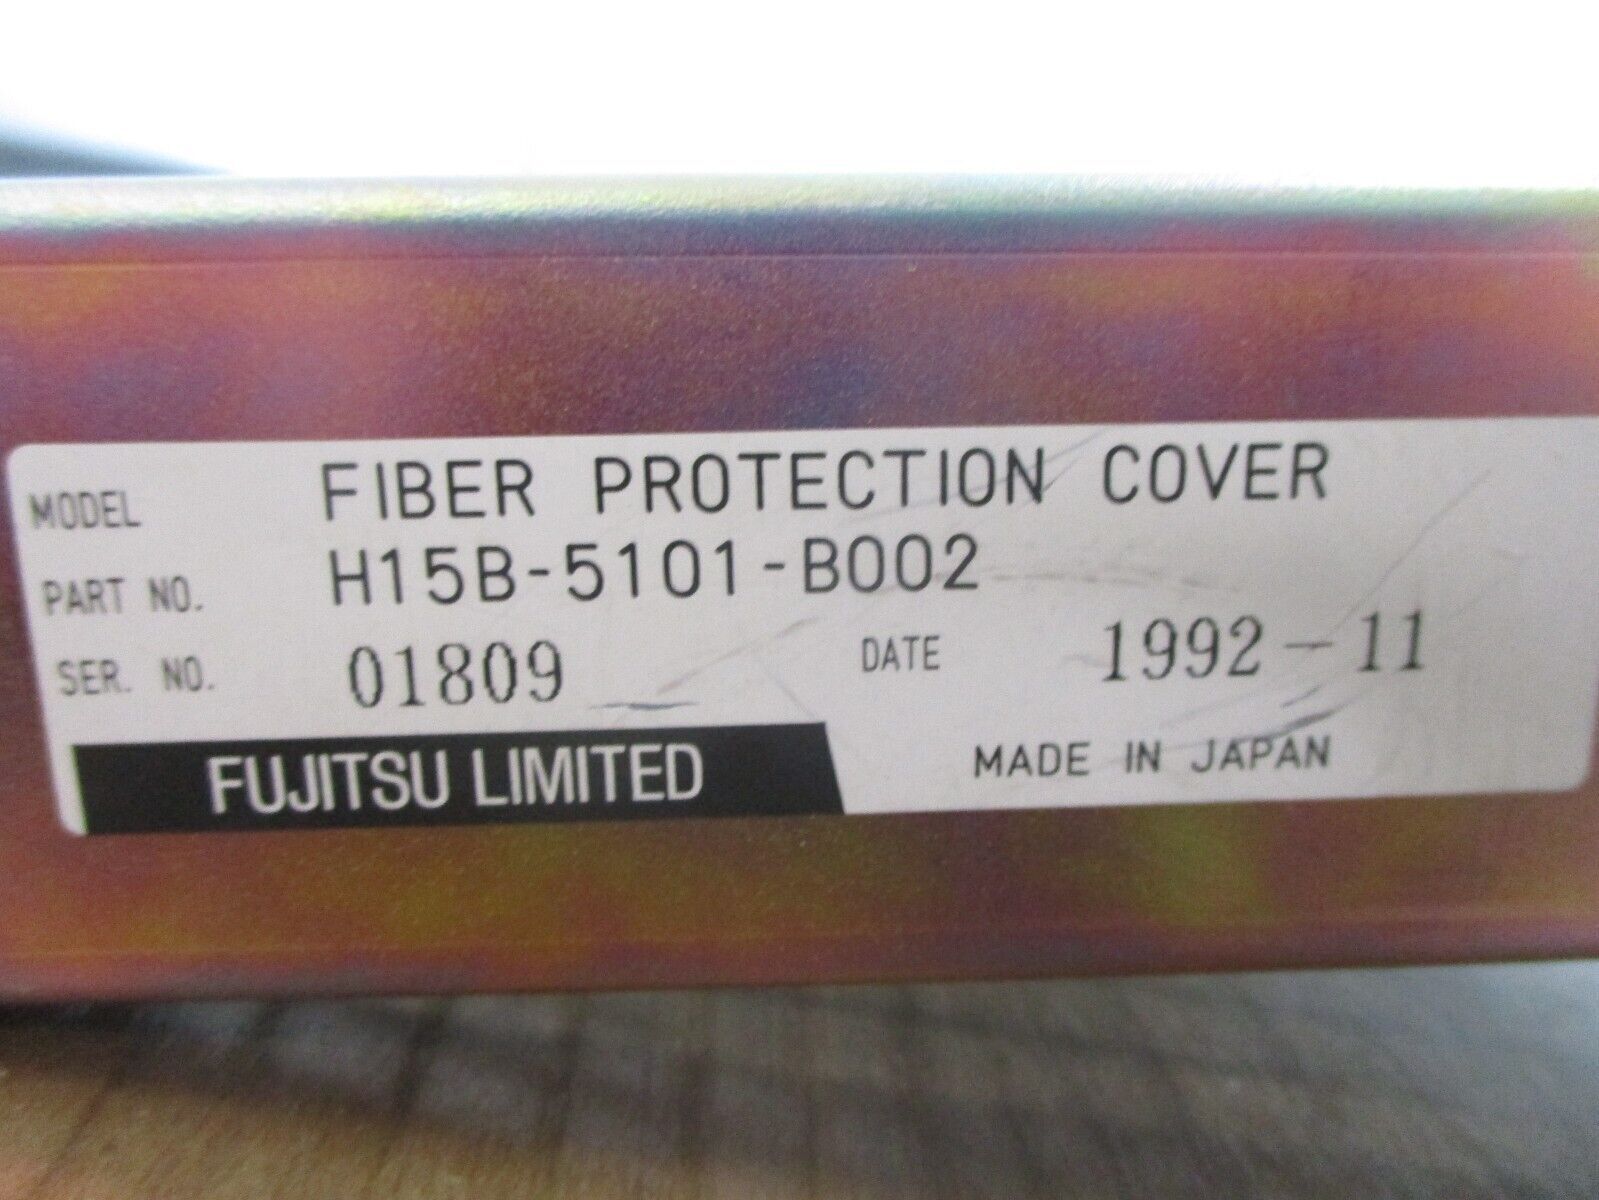 MODEL FIBER PROTECTION COVER
PART NO. H15B-5101-B002
SER. NO. 01809 DATE 1992-11
FUJITSU LIMITED MADE IN JAPAN